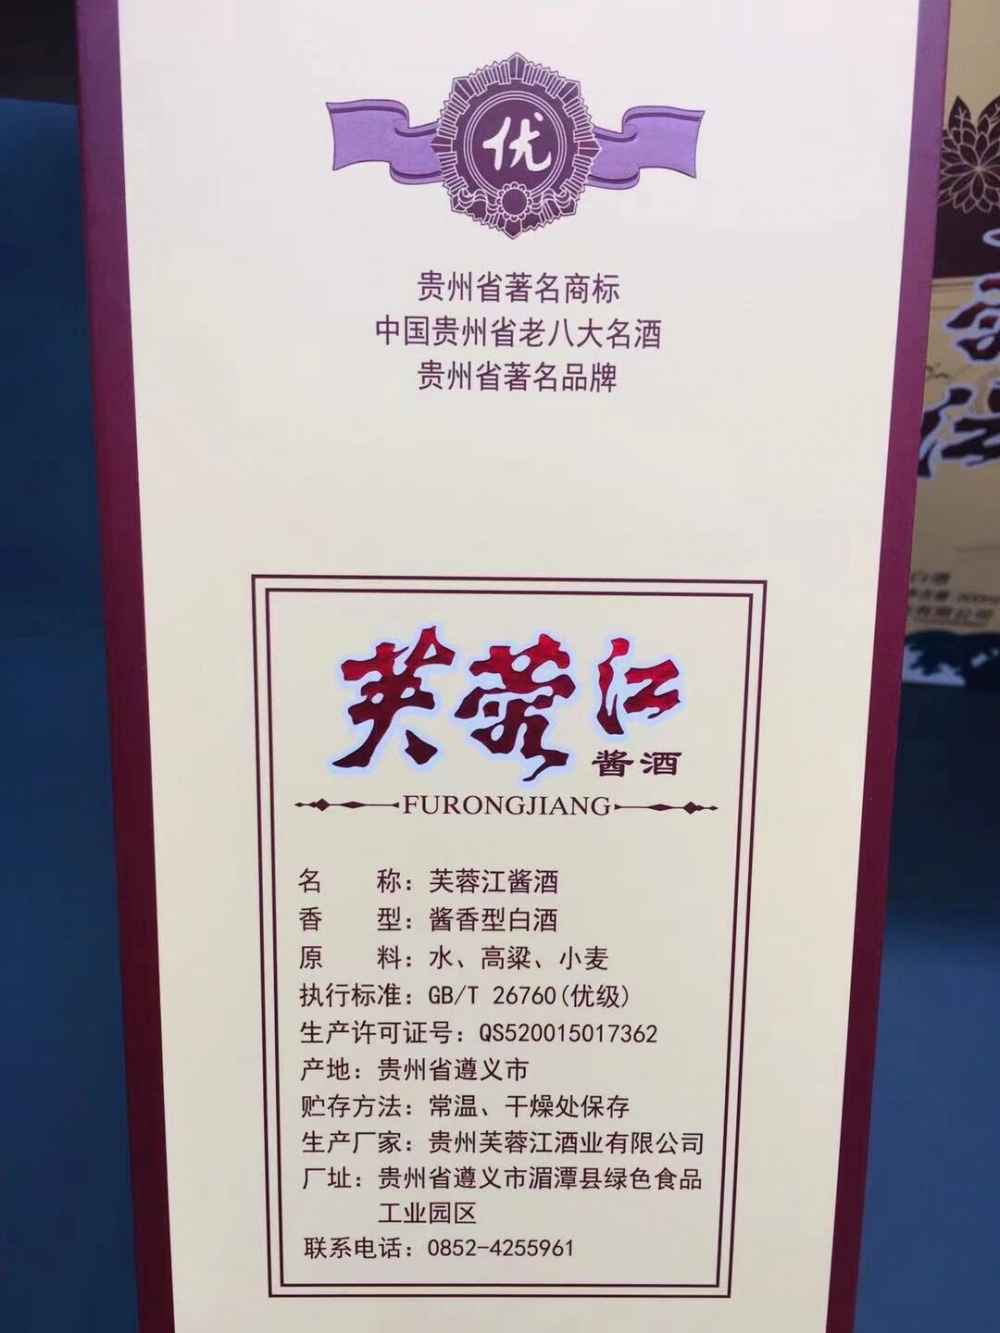 优
贵州省著名商标
中国贵州省老八大名酒
贵州省著名品牌
芙蓉江
酱酒
FURONGJIANG
名 称：芙蓉江酱酒
香 型：酱香型白酒
原 料：水、高粱、小麦
执行标准：GB/T 26760(优级)
生产许可证号：QS520015017362
产地：贵州省遵义市
贮存方法：常温、干燥处保存
生产厂家：贵州芙蓉江酒业有限公司
厂址：贵州省遵义市湄潭县绿色食品
工业园区
联系电话：0852-4255961
江